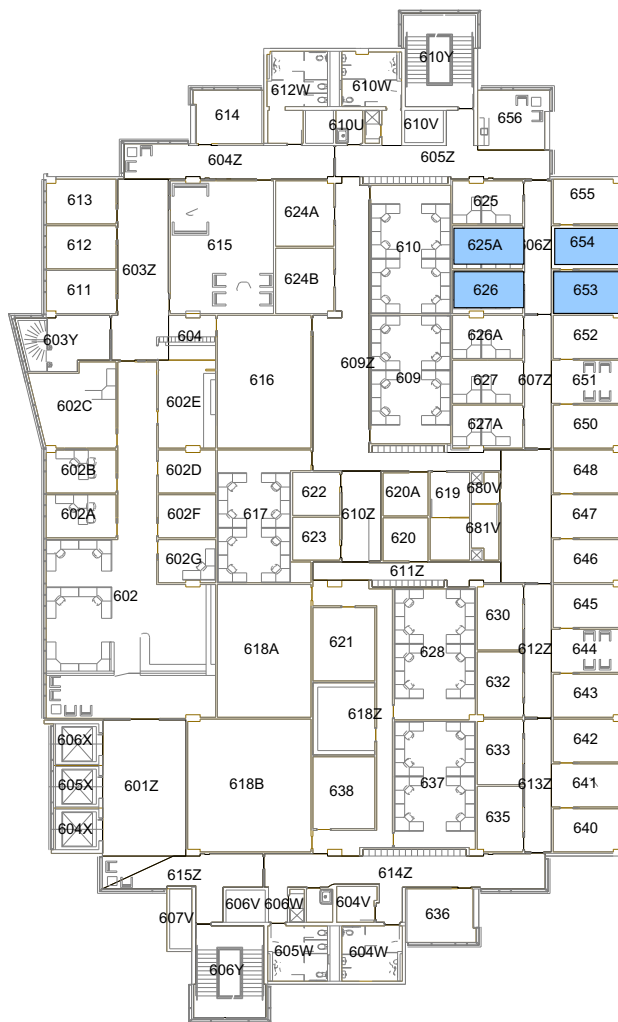 610Y
612W
610W
614
610U
610V
656
604Z
605Z
613
624A
625
655
615
610
612
603Z
625A
606Z
654
611
624B
626
653
603Y
604
626A
652
616
609Z
609
602C
602E
627
607Z
651
627A
650
602B
602D
648
622
620A
619
680V
602A
602F
617
610Z
647
623
620
681V
602G
611Z
646
602
645
630
618A
621
628
612Z
644
632
643
618Z
606X
633
642
601Z
618B
637
613Z
605X
641
638
635
604X
640
615Z
614Z
607V
606V
606W
604V
636
606Y
605W
604W